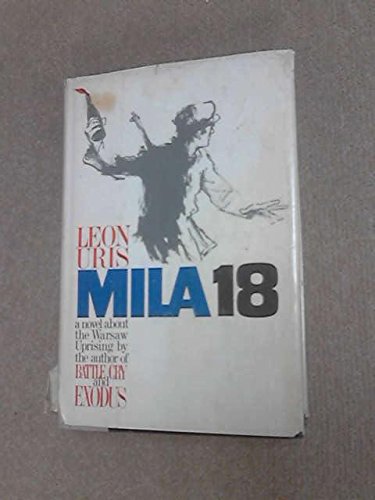 LEON
URIS
MILA 18
a novel about
the Warsaw
Uprising by
the author of
BATTLE CRY
and
EXODUS